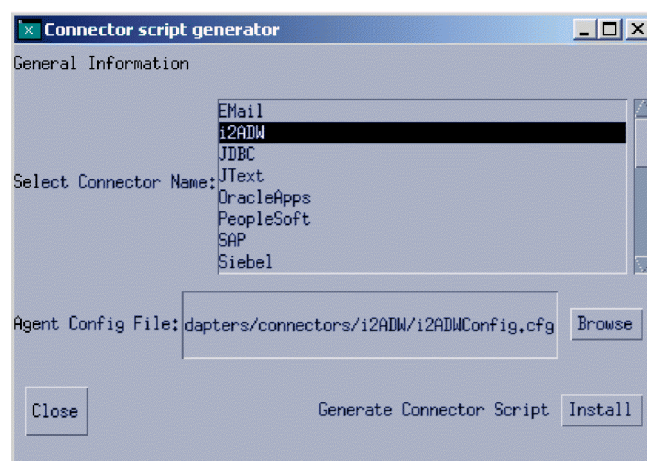 Connector script generator
General Information
EMail
i2ADW
JDBC
Select Connector Name: JText
OracleApps
PeopleSoft
SAP
Siebel
Agent Config File: dapters/connectors/i2ADW/i2ADWConfig.cfg Browse
Close Generate Connector Script Install